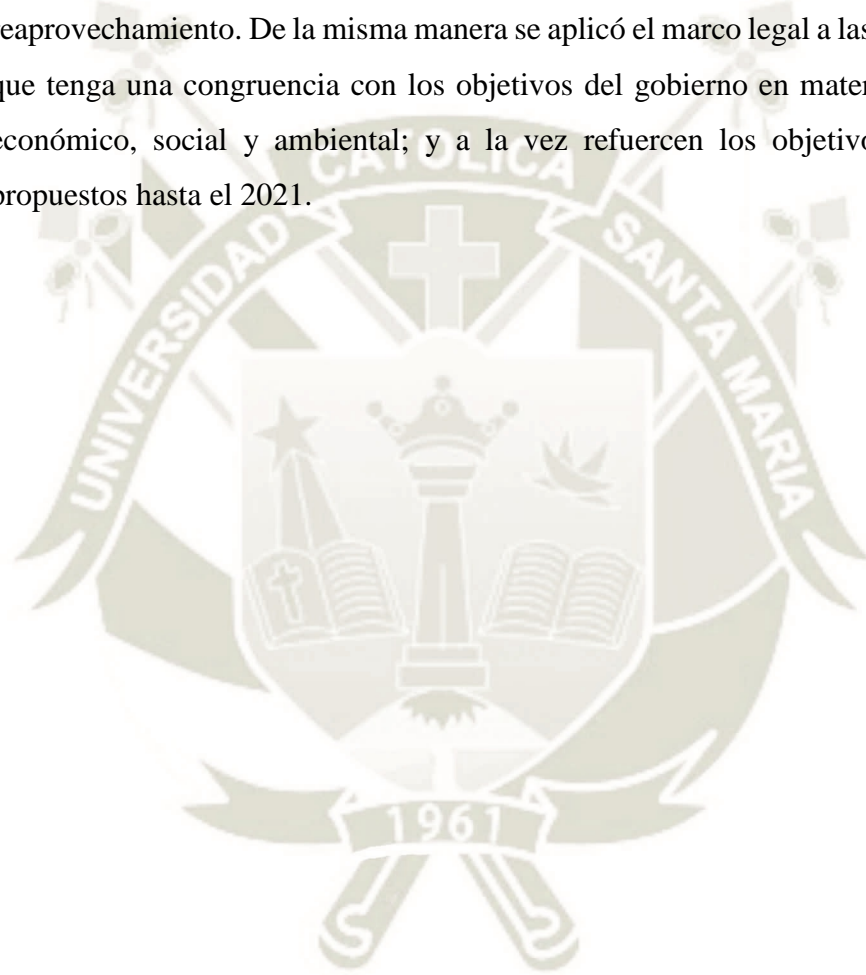 reaprovechamiento. De la misma manera se aplicó el marco legal a las
que tenga una congruencia con los objetivos del gobierno en mater
económico, social y ambiental; y a la vez refuercen los objetivo
propuestos hasta el 2021.
UNIVERSIDAD CATOLICA SANTA MARIA
1961